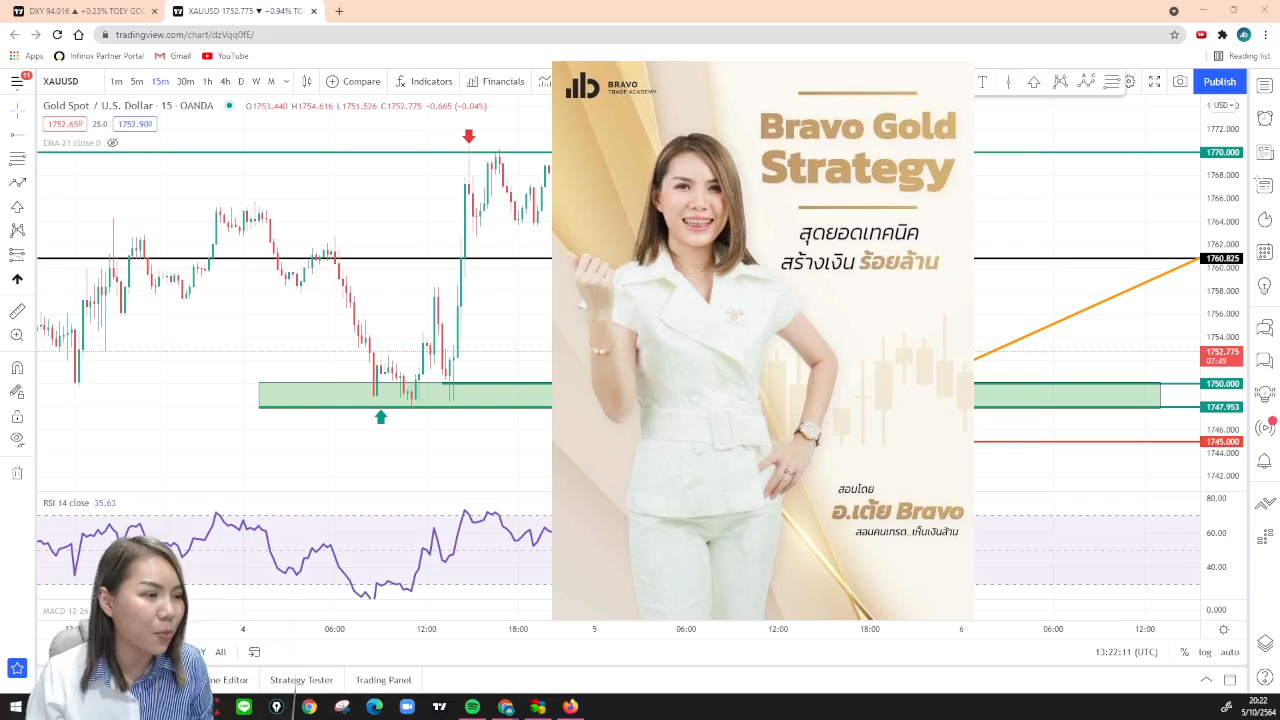 DXY 94.016 ▲ +0.23% TOEY GOL
XAUUSD 1752.775 ▼ −0.94% TOE
tradingview.com/chart/dzVqq0fE/
Apps
Infinox Partner Portal
Gmail
YouTube
Reading list
11
XAUUSD
1m 5m 15m 30m 1h 4h D W M
Compare
Indicators
Financials
Publish
Gold Spot / U.S. Dollar · 15 · OANDA
H1754.616 L1751.526 C1752.775 −0.665 (−0.04%)
1752.650
25.0
1752.900
EMA 21 close 0
USD
1772.000
1770.000
1768.000
1766.000
1764.000
1762.000
1760.825
1760.000
1758.000
1756.000
1754.000
1752.775
07:49
1750.000
1747.953
1746.000
1745.000
1744.000
1742.000
BRAVO
TRADE ACADEMY
Bravo Gold
Strategy
สุดยอดเทคนิค
สร้างเงิน ร้อยล้าน
สอนโดย
อ.เต้ย Bravo
สอนคนเทรด...เห็นเงินล้าน
RSI 14 close 35.63
80.00
60.00
40.00
MACD 12 26
0.000
4 06:00 12:00 18:00 5 06:00 12:00 18:00 6 06:00 12:00
All
13:22:11 (UTC)
% log auto
Strategy Tester
Trading Panel
20:22
5/10/2564